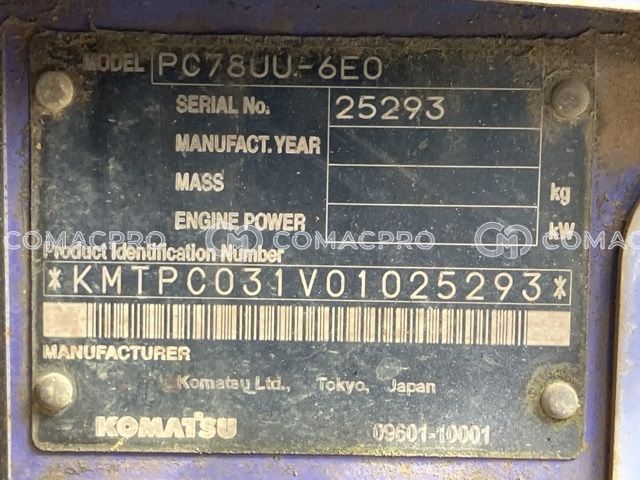 MODEL PC78UU-6E0
SERIAL No. 25293
MANUFACT. YEAR
MASS kg
ENGINE POWER kW
COMACPRO COMACPRO COMACPRO
Product Identification Number
*KMTPC031V01025293*
MANUFACTURER
Komatsu Ltd., Tokyo, Japan
KOMATSU 09601-10001